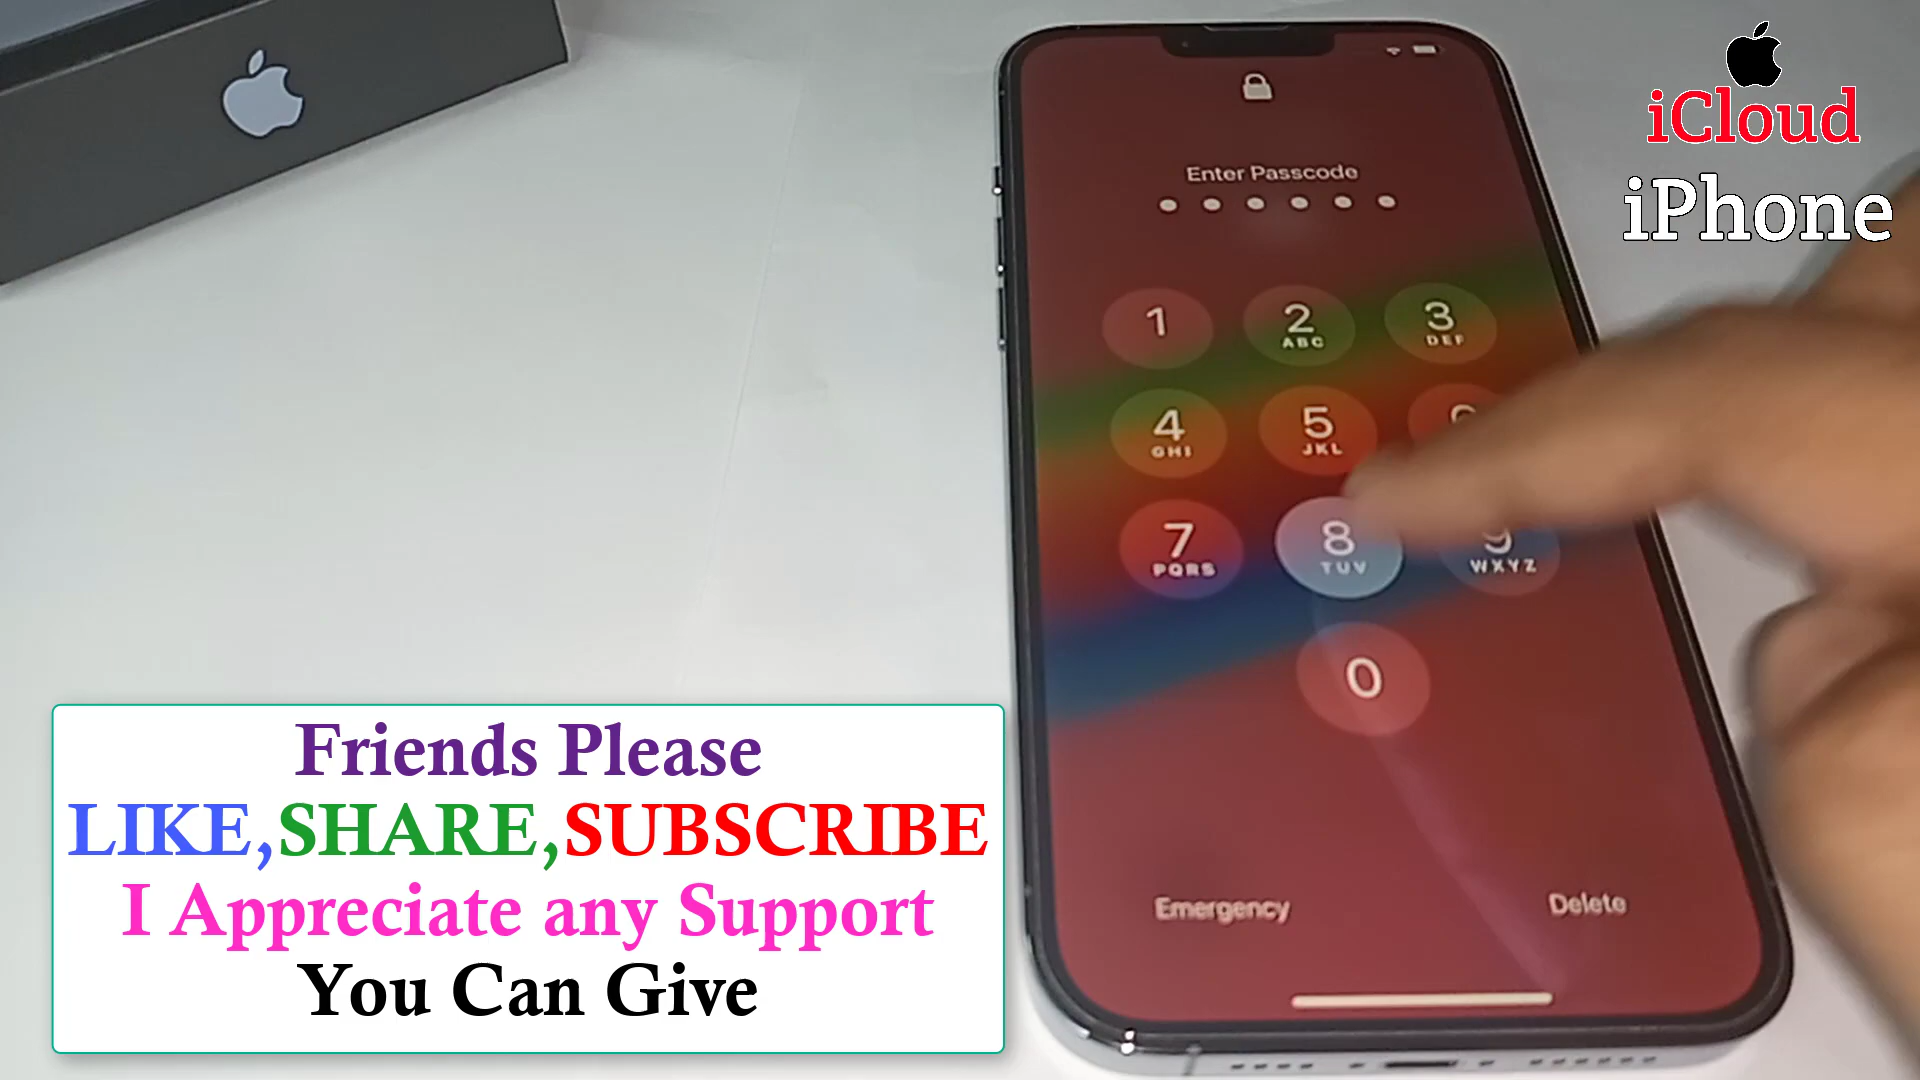 iCloud
iPhone
Enter Passcode
1
2
ABC
3
DEF
4
GHI
5
JKL
7
PQRS
8
TUV
9
WXYZ
0
Emergency
Delete
Friends Please
LIKE,SHARE,SUBSCRIBE
I Appreciate any Support
You Can Give